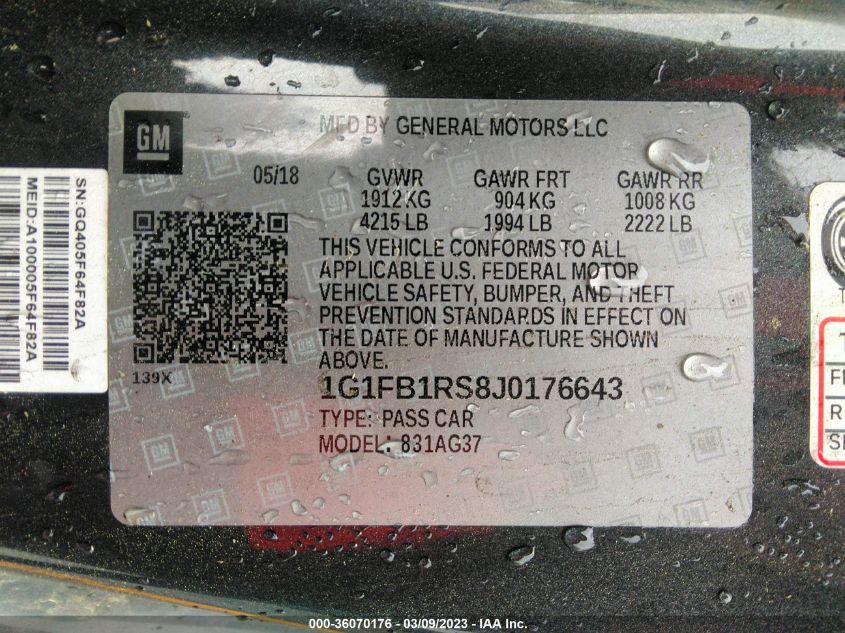 GM
MFD BY GENERAL MOTORS LLC
05/18
GVWR GAWR FRT GAWR RR
1912 KG 904 KG 1008 KG
4215 LB 1994 LB 2222 LB
THIS VEHICLE CONFORMS TO ALL
APPLICABLE U.S. FEDERAL MOTOR
VEHICLE SAFETY, BUMPER, AND THEFT
PREVENTION STANDARDS IN EFFECT ON
THE DATE OF MANUFACTURE SHOWN
ABOVE.
139X
1G1FB1RS8J0176643
TYPE: PASS CAR
MODEL: 831AG37
SN:GQ405F64F82A
MEID:A100005F64F82A
000-36070176 - 03/09/2023 - © IAA Inc.